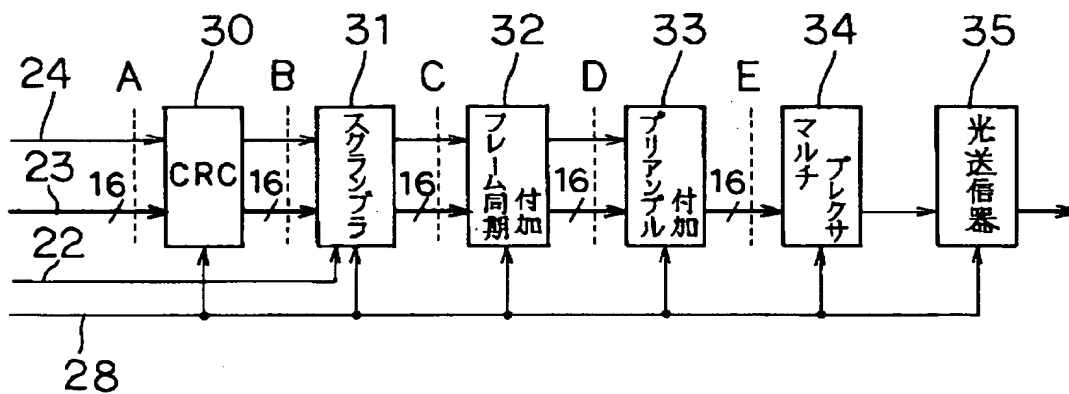 30
31
32
33
34
35
24
A
B
C
D
E
23
16
CRC
16
スクランブラ
16
フレーム同期
付加
16
プリアンブル
付加
16
マルチ
プレクサ
光送信器
22
28